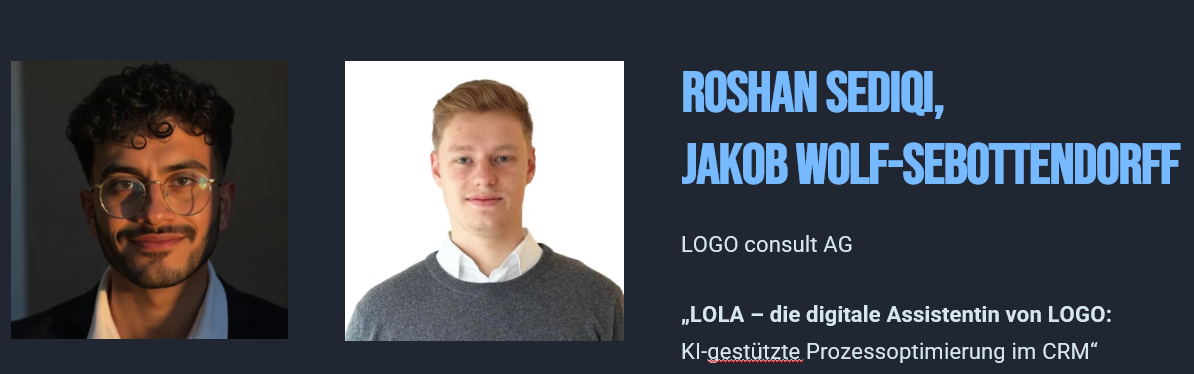 ROSHAN SEDIQI,
JAKOB WOLF-SEBOTTENDORFF
LOGO consult AG
„LOLA – die digitale Assistentin von LOGO:
KI-gestützte Prozessoptimierung im CRM“